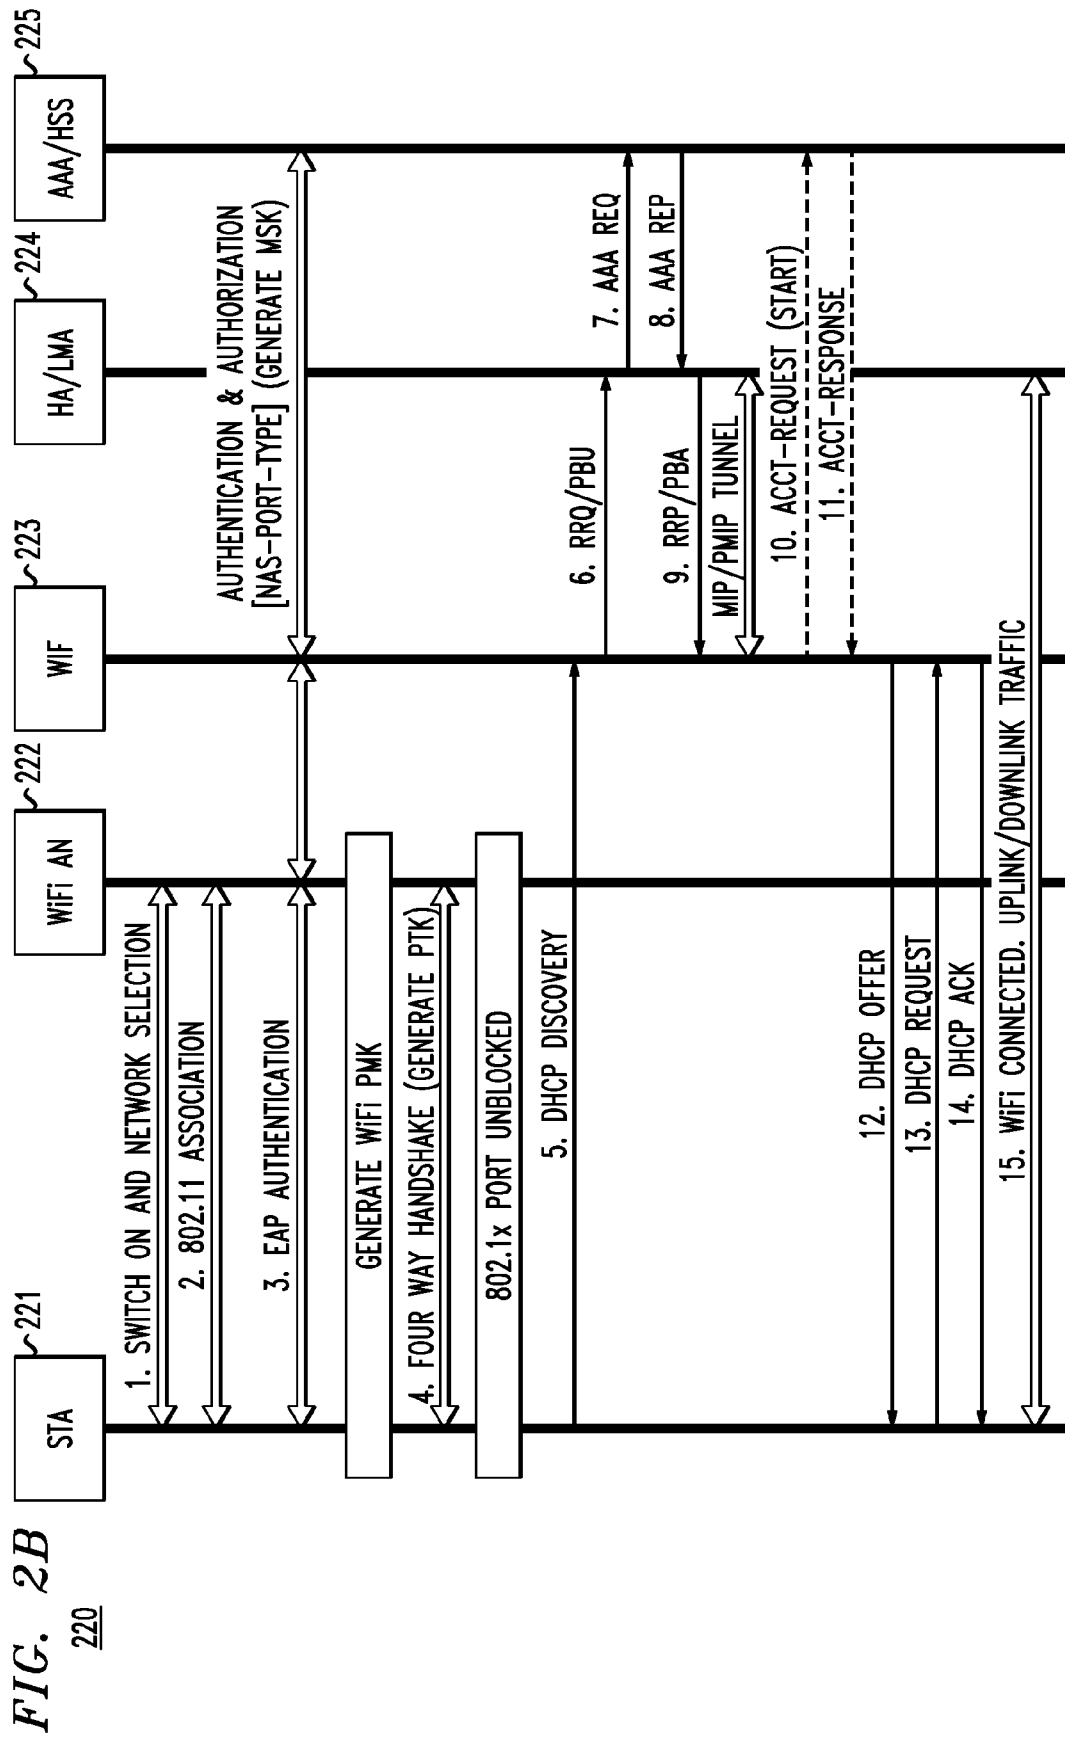 FIG. 2B
220
STA
221
WiFi AN
222
WIF
223
HA/LMA
224
AAA/HSS
225
1. SWITCH ON AND NETWORK SELECTION
2. 802.11 ASSOCIATION
3. EAP AUTHENTICATION
AUTHENTICATION & AUTHORIZATION
[NAS-PORT-TYPE] (GENERATE MSK)
GENERATE WiFi PMK
4. FOUR WAY HANDSHAKE (GENERATE PTK)
802.1x PORT UNBLOCKED
5. DHCP DISCOVERY
6. RRQ/PBU
7. AAA REQ
8. AAA REP
9. RRP/PBA
MIP/PMIP TUNNEL
10. ACCT-REQUEST (START)
11. ACCT-RESPONSE
12. DHCP OFFER
13. DHCP REQUEST
14. DHCP ACK
15. WiFi CONNECTED. UPLINK/DOWNLINK TRAFFIC